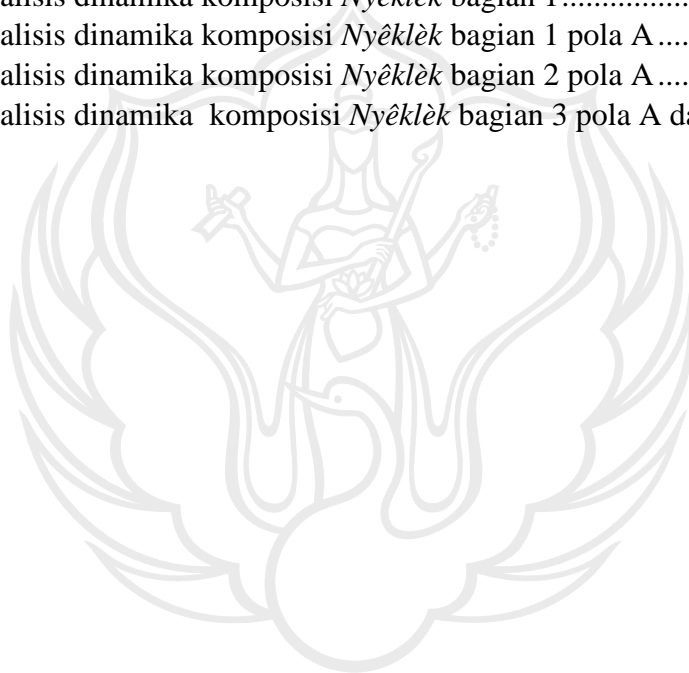 alisis dinamika komposisi Nyêklèk bagian 1.................
alisis dinamika komposisi Nyêklèk bagian 1 pola A....
alisis dinamika komposisi Nyêklèk bagian 2 pola A....
alisis dinamika komposisi Nyêklèk bagian 3 pola A da